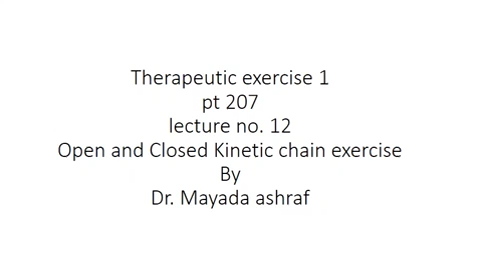 Therapeutic exercise 1
pt 207
lecture no. 12
Open and Closed Kinetic chain exercise
By
Dr. Mayada ashraf